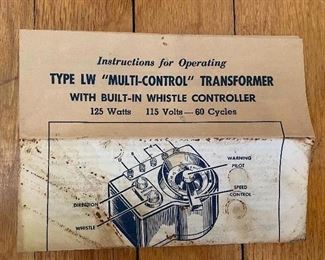 Instructions for Operating
TYPE LW "MULTI-CONTROL" TRANSFORMER
WITH BUILT-IN WHISTLE CONTROLLER
125 Watts 115 Volts—60 Cycles
WARNING
PILOT
SPEED
CONTROL
DIRECTION
WHISTLE